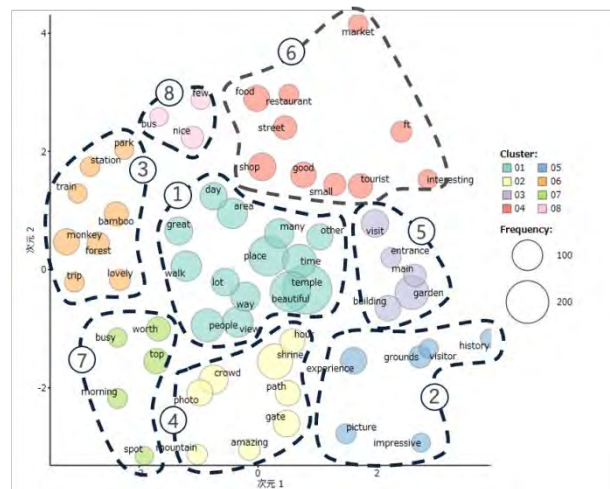 4
market
6
8
few
food
restaurant
bus
nice
street
ft
park
station
2
3
train
shop
good
small
tourist
interesting
1
day
area
bamboo
great
many
other
visit
5
monkey
forest
place
time
entrance
walk
main
0
trip
lovely
lot
temple
way
beautiful
garden
building
people
view
worth
busy
hour
history
7
top
shrine
experience
grounds
visitor
-2
crowd
photo
path
2
morning
4
gate
picture
impressive
spot
mountain
amazing
0
2
次元 1
次元 2
Cluster:
01
02
03
04
05
06
07
08
Frequency:
100
200